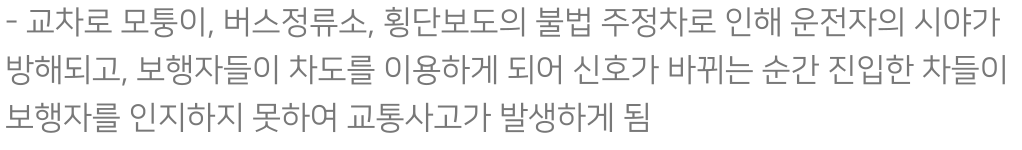 - 교차로 모퉁이, 버스정류소, 횡단보도의 불법 주정차로 인해 운전자의 시야가
방해되고, 보행자들이 차도를 이용하게 되어 신호가 바뀌는 순간 진입한 차들이
보행자를 인지하지 못하여 교통사고가 발생하게 됨